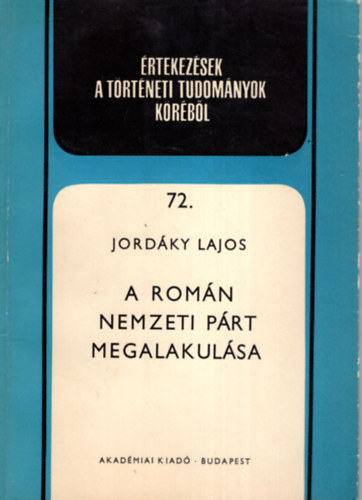 ÉRTEKEZÉSEK
A TÖRTÉNETI TUDOMÁNYOK
KÖRÉBŐL
72.
JORDÁKY LAJOS
A ROMÁN
NEMZETI PÁRT
MEGALAKULÁSA
AKADÉMIAI KIADÓ · BUDAPEST